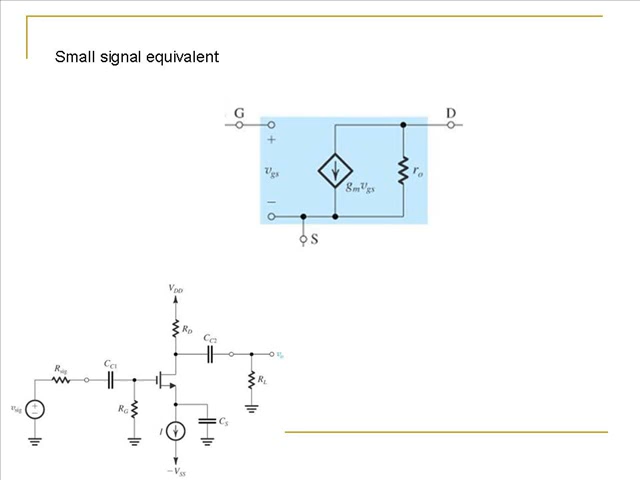 Small signal equivalent
G
D
+
v_gs
g_m v_gs
r_o
−
S
V_DD
R_D
C_C2
v_o
C_C1
R_sig
R_L
v_sig
+
−
R_G
C_S
I
−V_SS